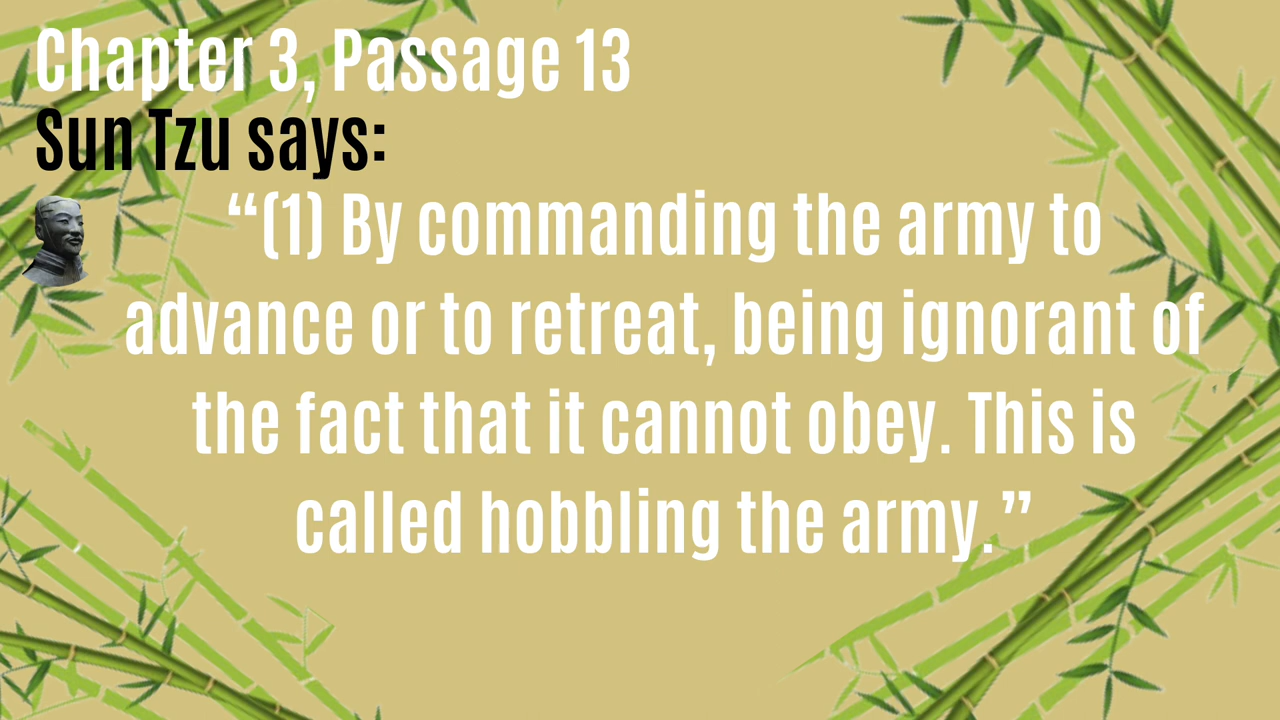 Chapter 3, Passage 13
Sun Tzu says:
“(1) By commanding the army to
advance or to retreat, being ignorant of
the fact that it cannot obey. This is
called hobbling the army.”